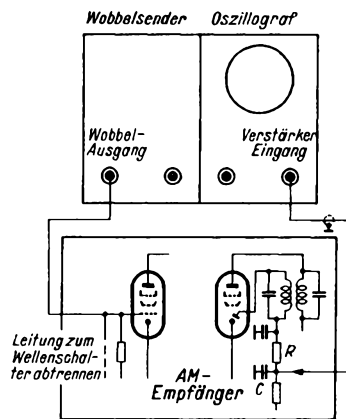 Wobbelsender
Oszillograf
Wobbel-
Ausgang
Verstärker
Eingang
Leitung zum
Wellenschal-
ter abtrennen
AM-
Empfänger
R
C